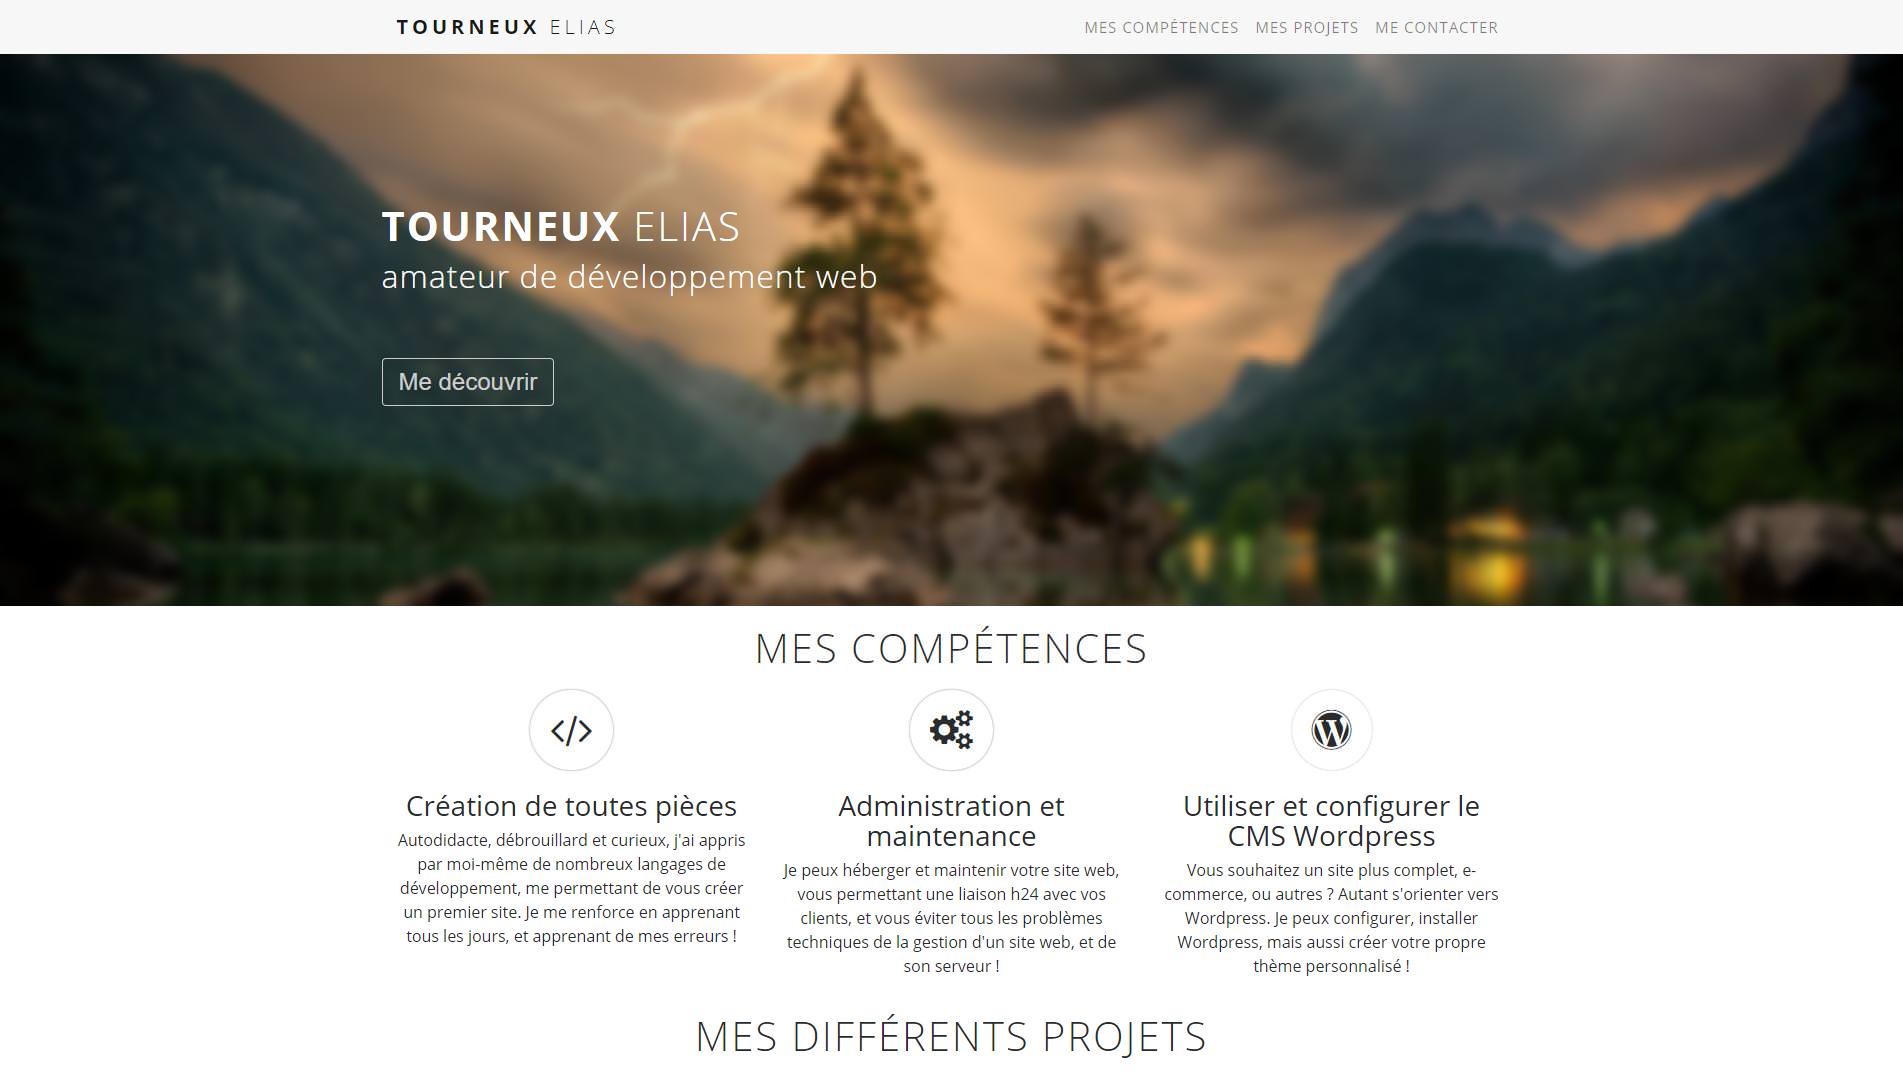 TOURNEUX ELIAS
MES COMPÉTENCES MES PROJETS ME CONTACTER
TOURNEUX ELIAS
amateur de développement web
Me découvrir
MES COMPÉTENCES
Création de toutes pièces
Autodidacte, débrouillard et curieux, j'ai appris
par moi-même de nombreux langages de
développement, me permettant de vous créer
un premier site. Je me renforce en apprenant
tous les jours, et apprenant de mes erreurs !
Administration et
maintenance
Je peux héberger et maintenir votre site web,
vous permettant une liaison h24 avec vos
clients, et vous éviter tous les problèmes
techniques de la gestion d'un site web, et de
son serveur !
Utiliser et configurer le
CMS Wordpress
Vous souhaitez un site plus complet, e-
commerce, ou autres ? Autant s'orienter vers
Wordpress. Je peux configurer, installer
Wordpress, mais aussi créer votre propre
thème personnalisé !
MES DIFFÉRENTS PROJETS